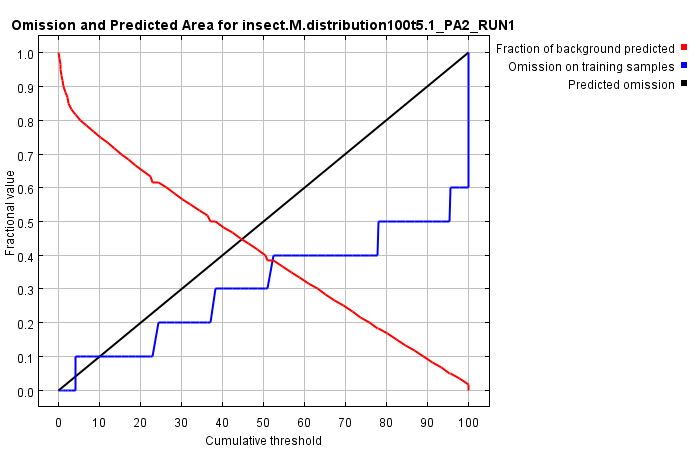 Omission and Predicted Area for insect.M.distribution100t5.1_PA2_RUN1
Fraction of background predicted
Omission on training samples
Predicted omission
Fractional value
1.0
0.9
0.8
0.7
0.6
0.5
0.4
0.3
0.2
0.1
0.0
0 10 20 30 40 50 60 70 80 90 100
Cumulative threshold